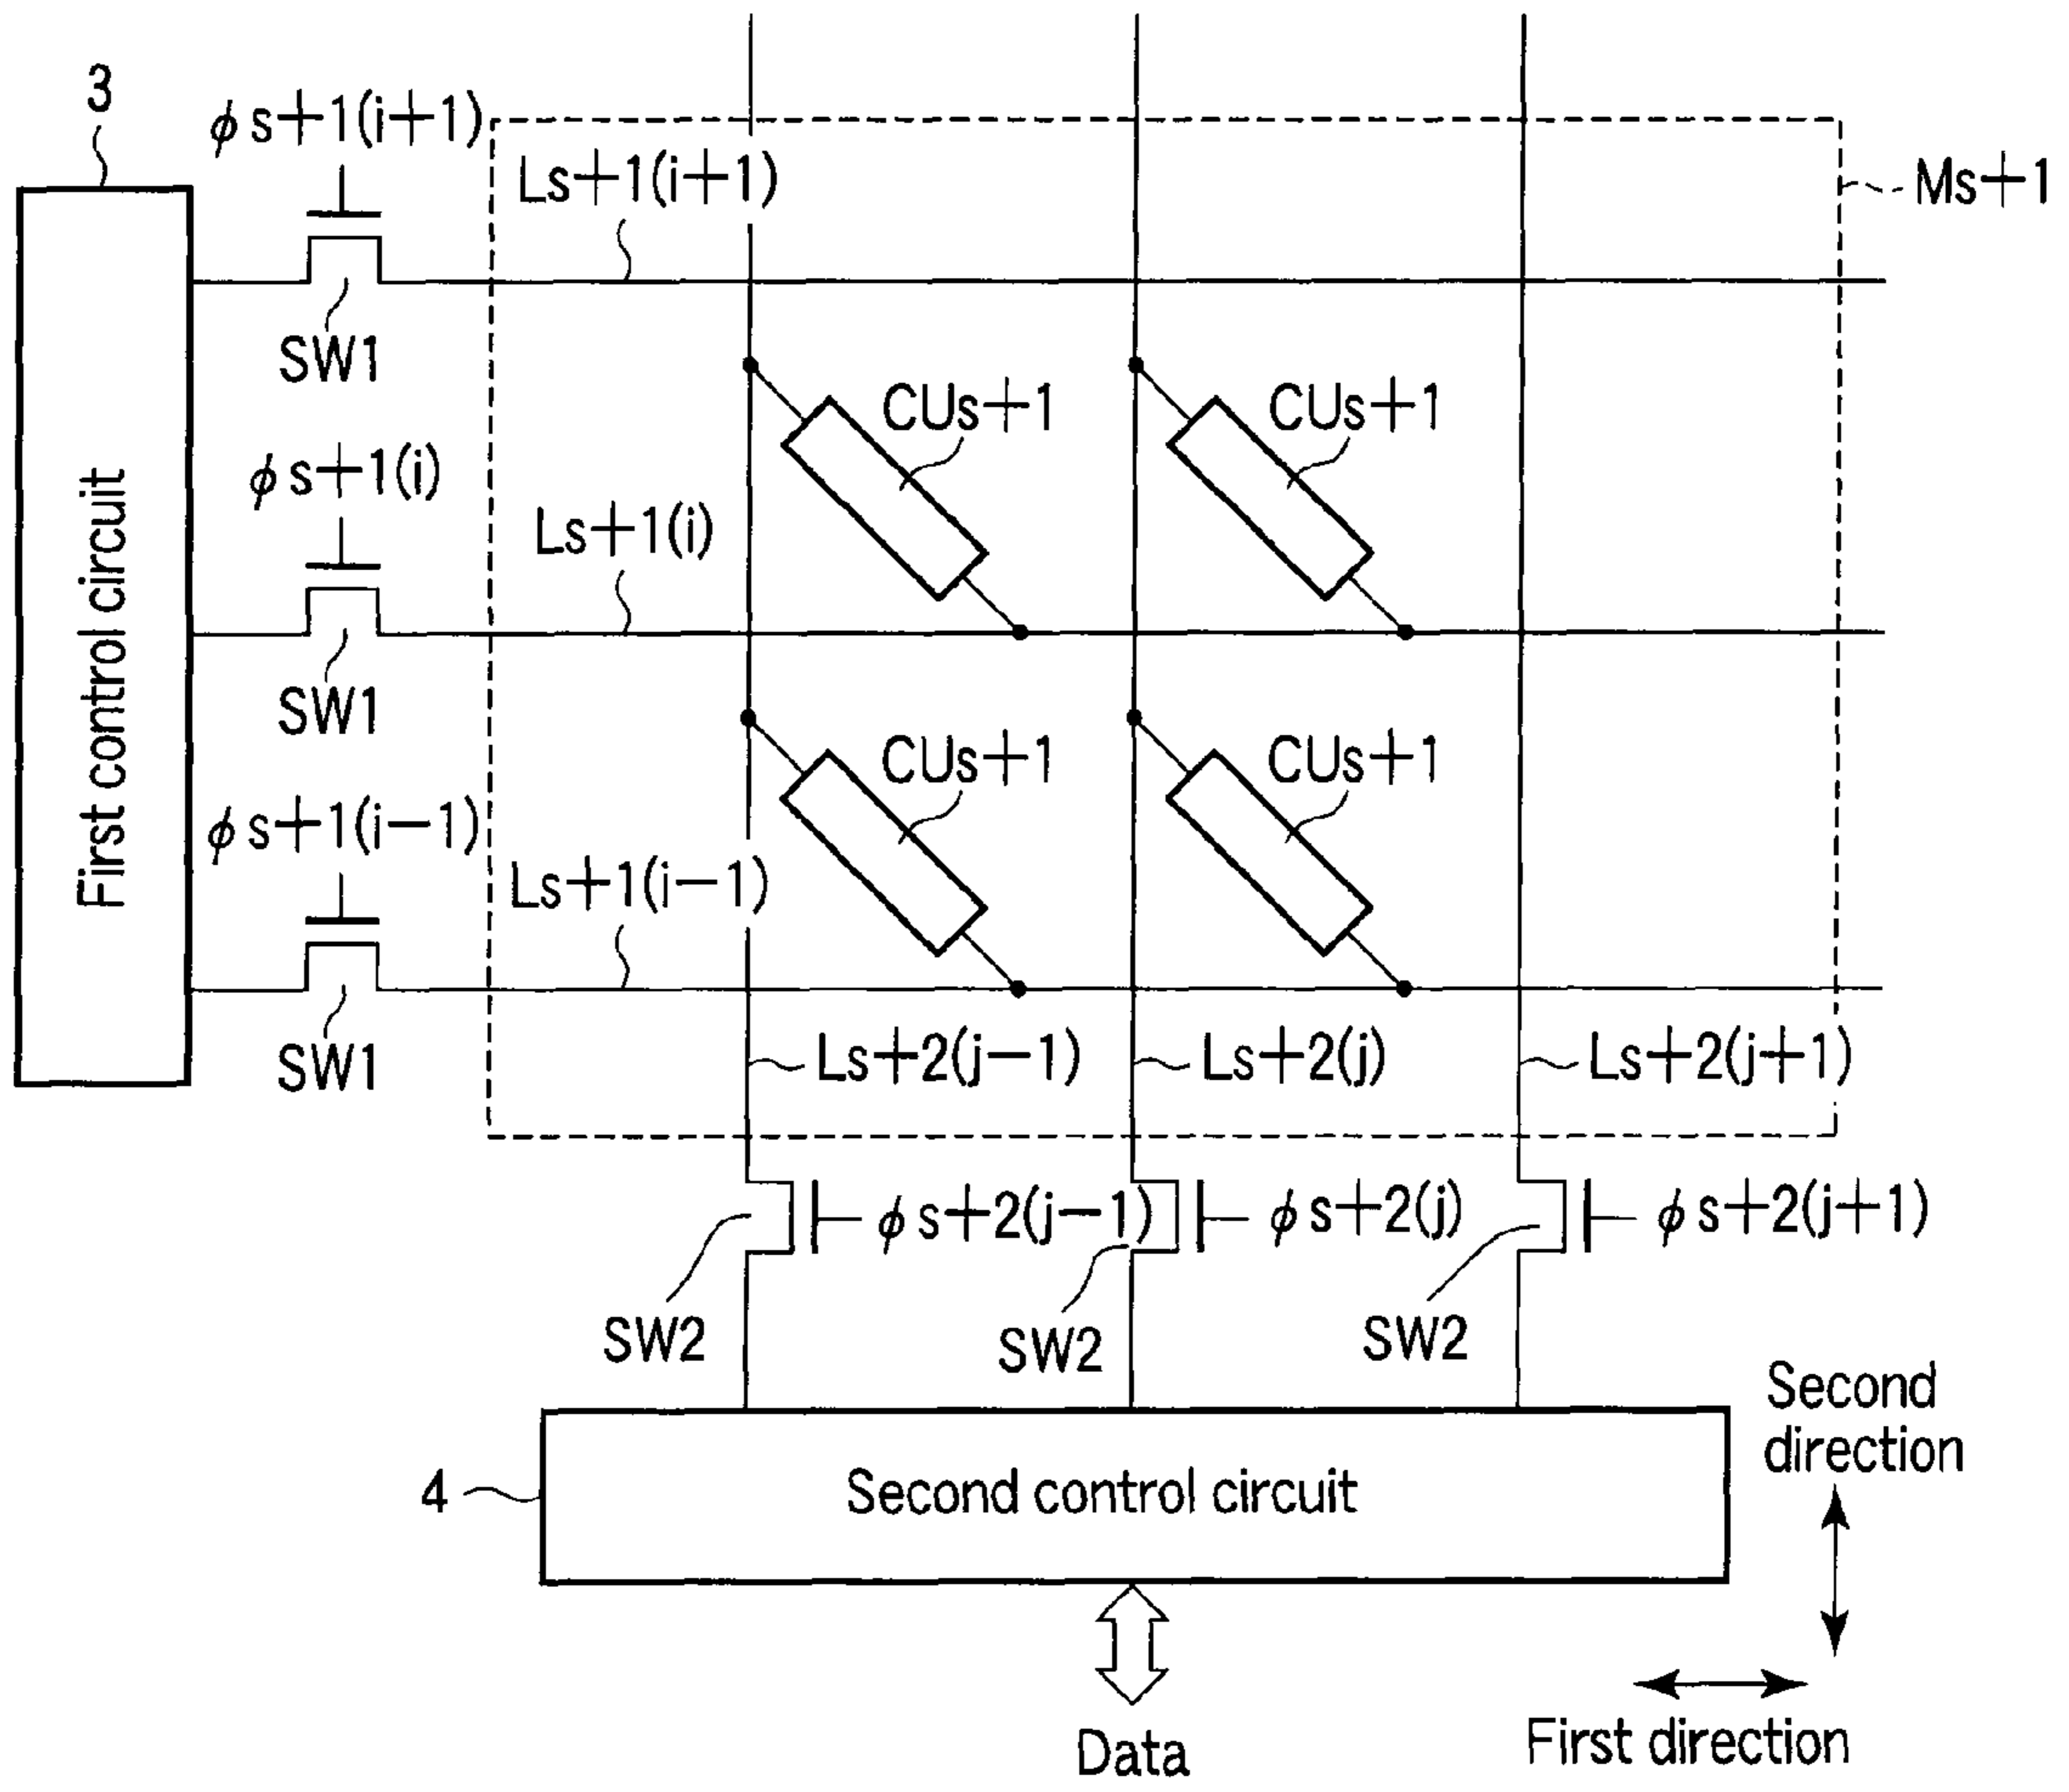 3
ϕs+1(i+1)
Ls+1(i+1)
Ms+1
SW1
CUs+1
CUs+1
ϕs+1(i)
Ls+1(i)
First control circuit
SW1
CUs+1
CUs+1
ϕs+1(i−1)
Ls+1(i−1)
SW1
Ls+2(j−1)
Ls+2(j)
Ls+2(j+1)
ϕs+2(j−1)
ϕs+2(j)
ϕs+2(j+1)
SW2
SW2
SW2
Second
direction
4
Second control circuit
First direction
Data